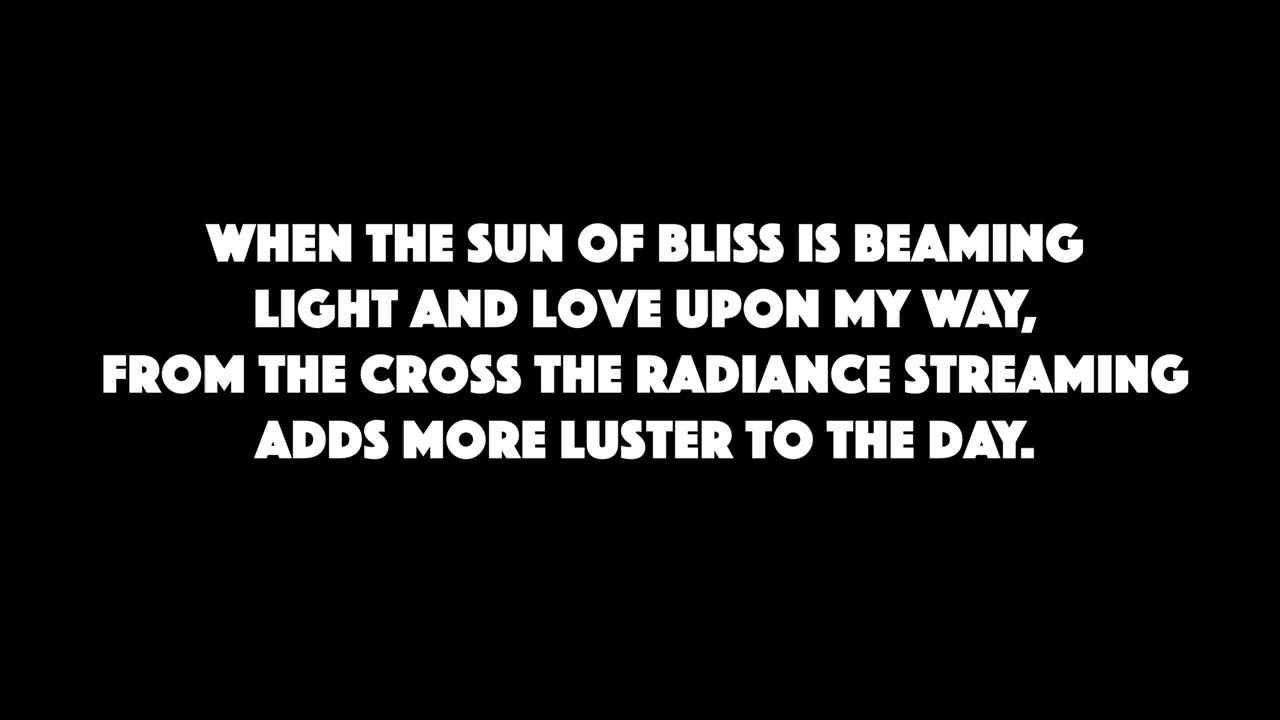 WHEN THE SUN OF BLISS IS BEAMING
LIGHT AND LOVE UPON MY WAY,
FROM THE CROSS THE RADIANCE STREAMING
ADDS MORE LUSTER TO THE DAY.